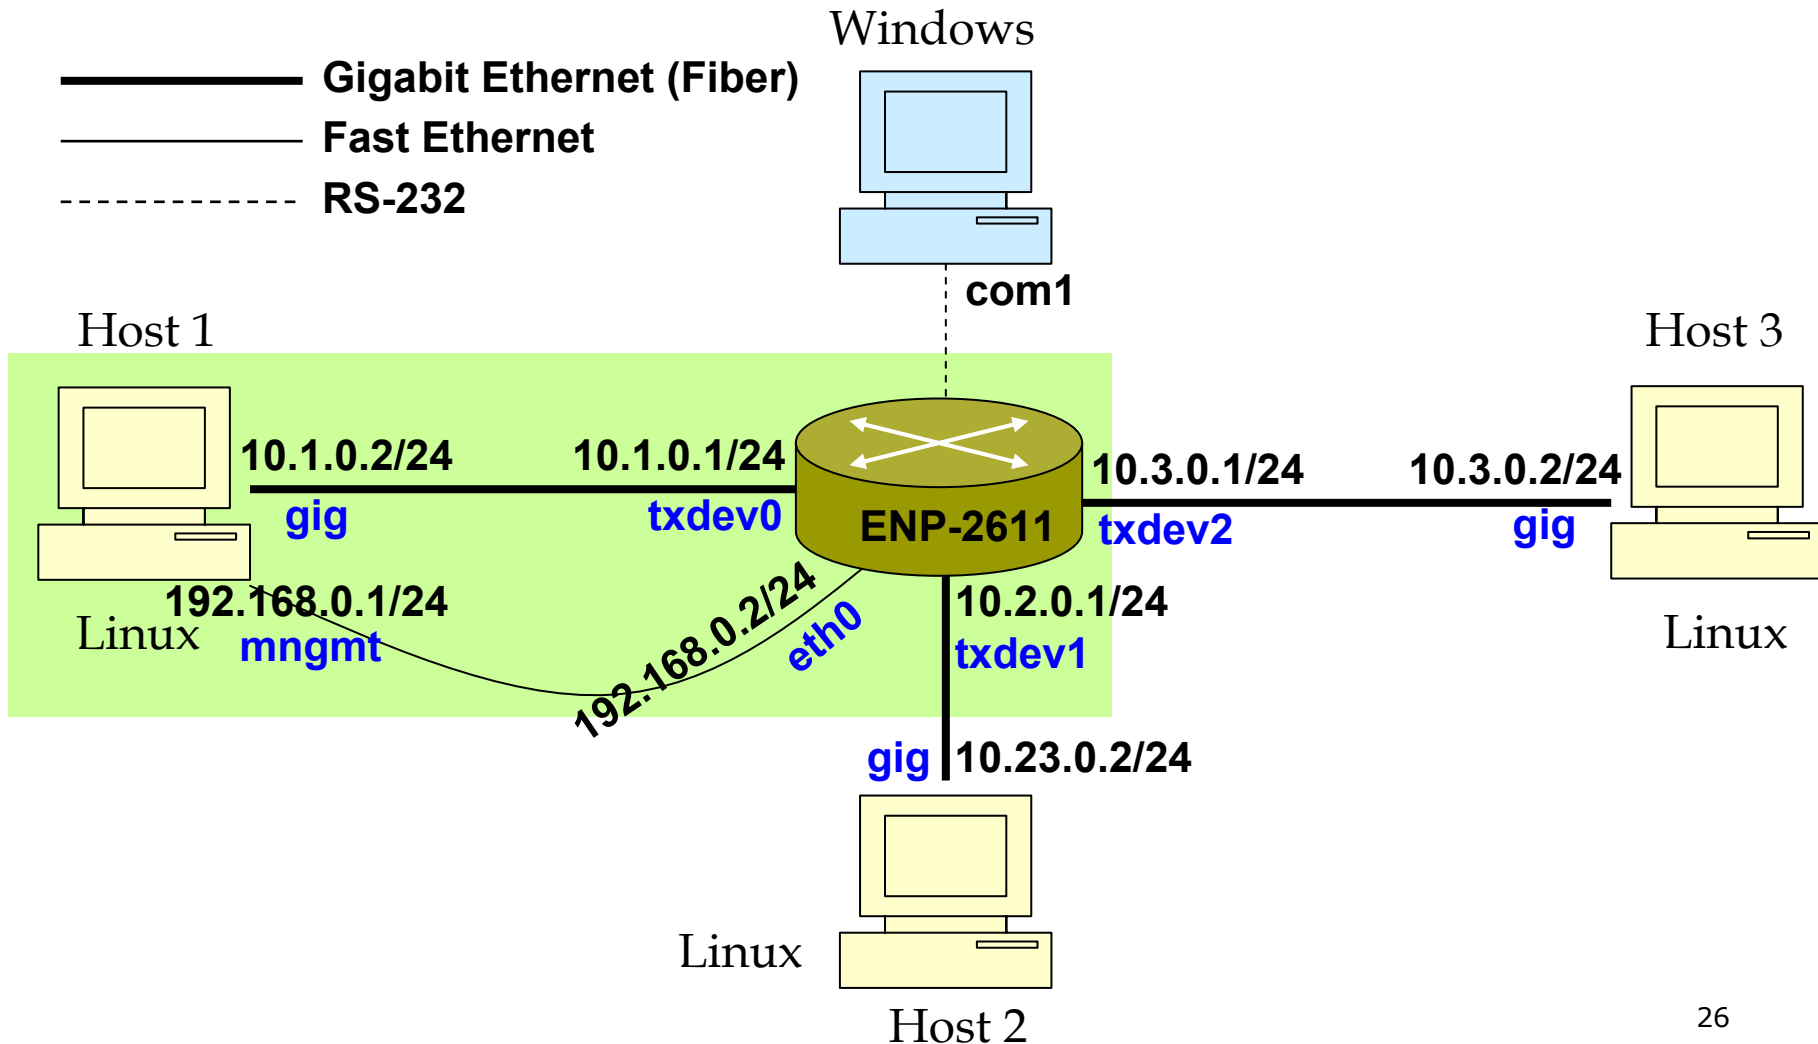 Windows
Gigabit Ethernet (Fiber)
Fast Ethernet
RS-232
com1
Host 1
Host 3
10.1.0.2/24
10.1.0.1/24
10.3.0.1/24
10.3.0.2/24
gig
txdev0
ENP-2611
txdev2
gig
192.168.0.1/24
192.168.0.2/24
10.2.0.1/24
Linux
mngmt
eth0
txdev1
Linux
gig
10.23.0.2/24
Linux
Host 2
26